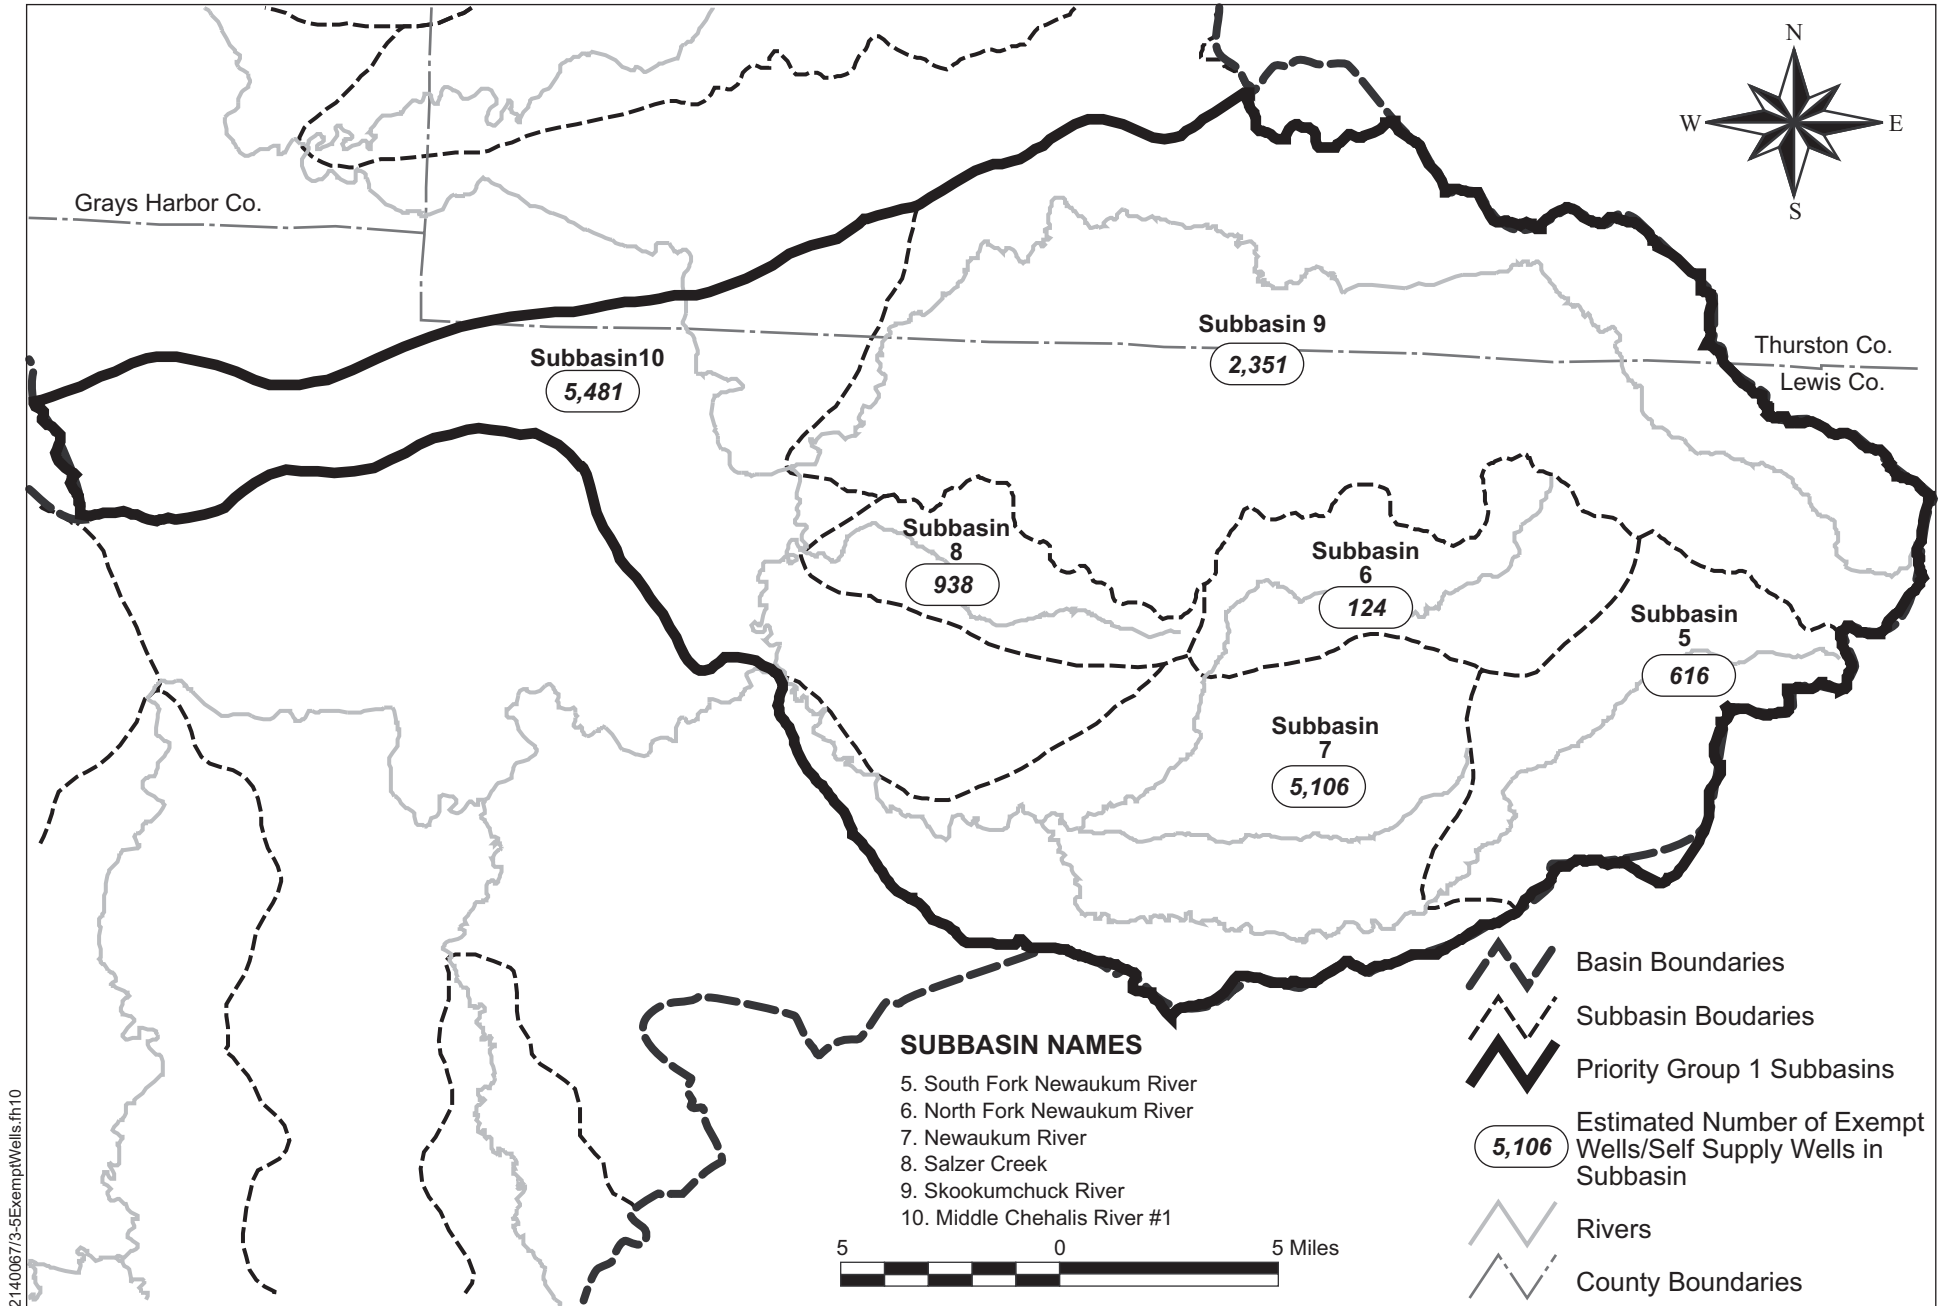 N
W
E
S
Grays Harbor Co.
Subbasin 9
2,351
Thurston Co.
Lewis Co.
Subbasin10
5,481
Subbasin
8
938
Subbasin
6
124
Subbasin
5
616
Subbasin
7
5,106
SUBBASIN NAMES
5. South Fork Newaukum River
6. North Fork Newaukum River
7. Newaukum River
8. Salzer Creek
9. Skookumchuck River
10. Middle Chehalis River #1
5 0 5 Miles
Basin Boundaries
Subbasin Boudaries
Priority Group 1 Subbasins
Estimated Number of Exempt
5,106 Wells/Self Supply Wells in
Subbasin
Rivers
County Boundaries
2140067/3-5ExemptWells.fh10